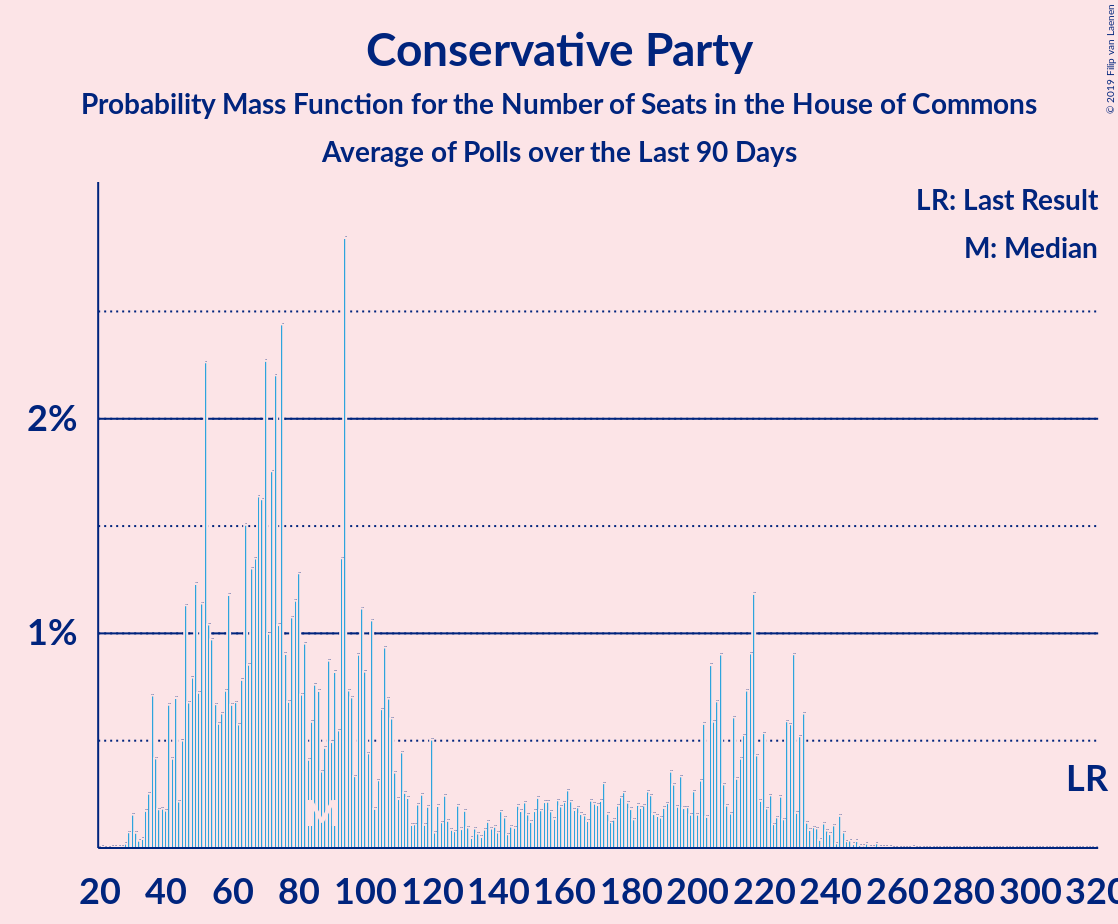 Conservative Party
Probability Mass Function for the Number of Seats in the House of Commons
Average of Polls over the Last 90 Days
© 2019 Filip van Laenen
LR: Last Result
M: Median
2%
1%
M
LR
20 40 60 80 100 120 140 160 180 200 220 240 260 280 300 320